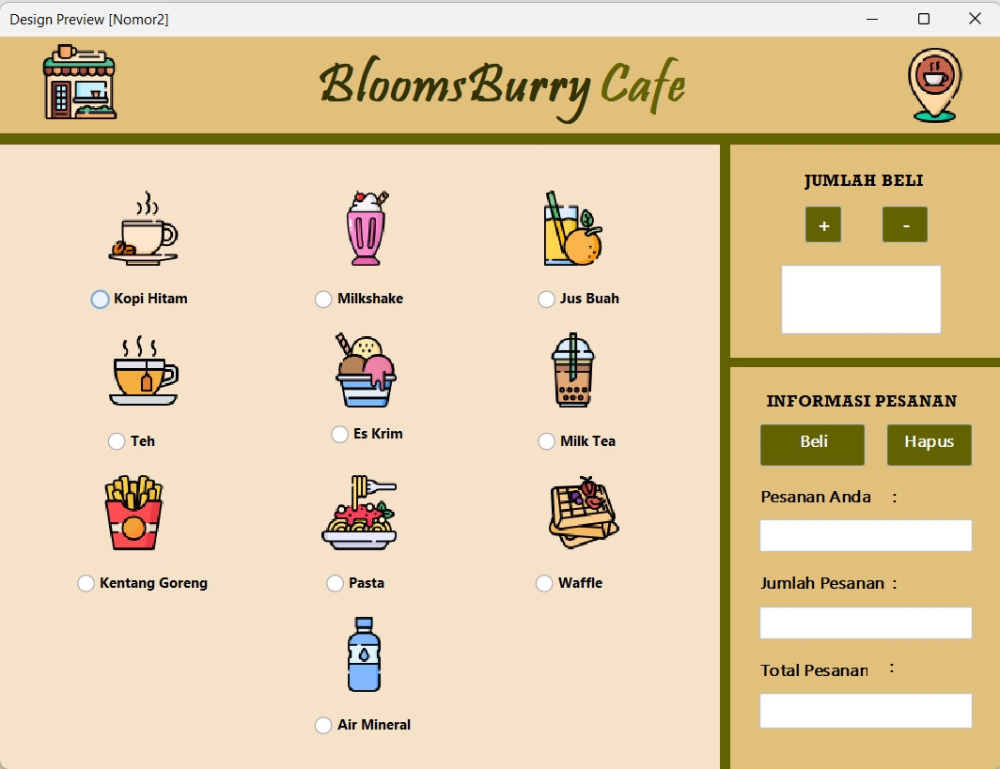 Design Preview [Nomor2]
BloomsBurry Cafe
Kopi Hitam
Milkshake
Jus Buah
Teh
Es Krim
Milk Tea
Kentang Goreng
Pasta
Waffle
Air Mineral
JUMLAH BELI
+ -
INFORMASI PESANAN
Beli Hapus
Pesanan Anda :
Jumlah Pesanan :
Total Pesanan :